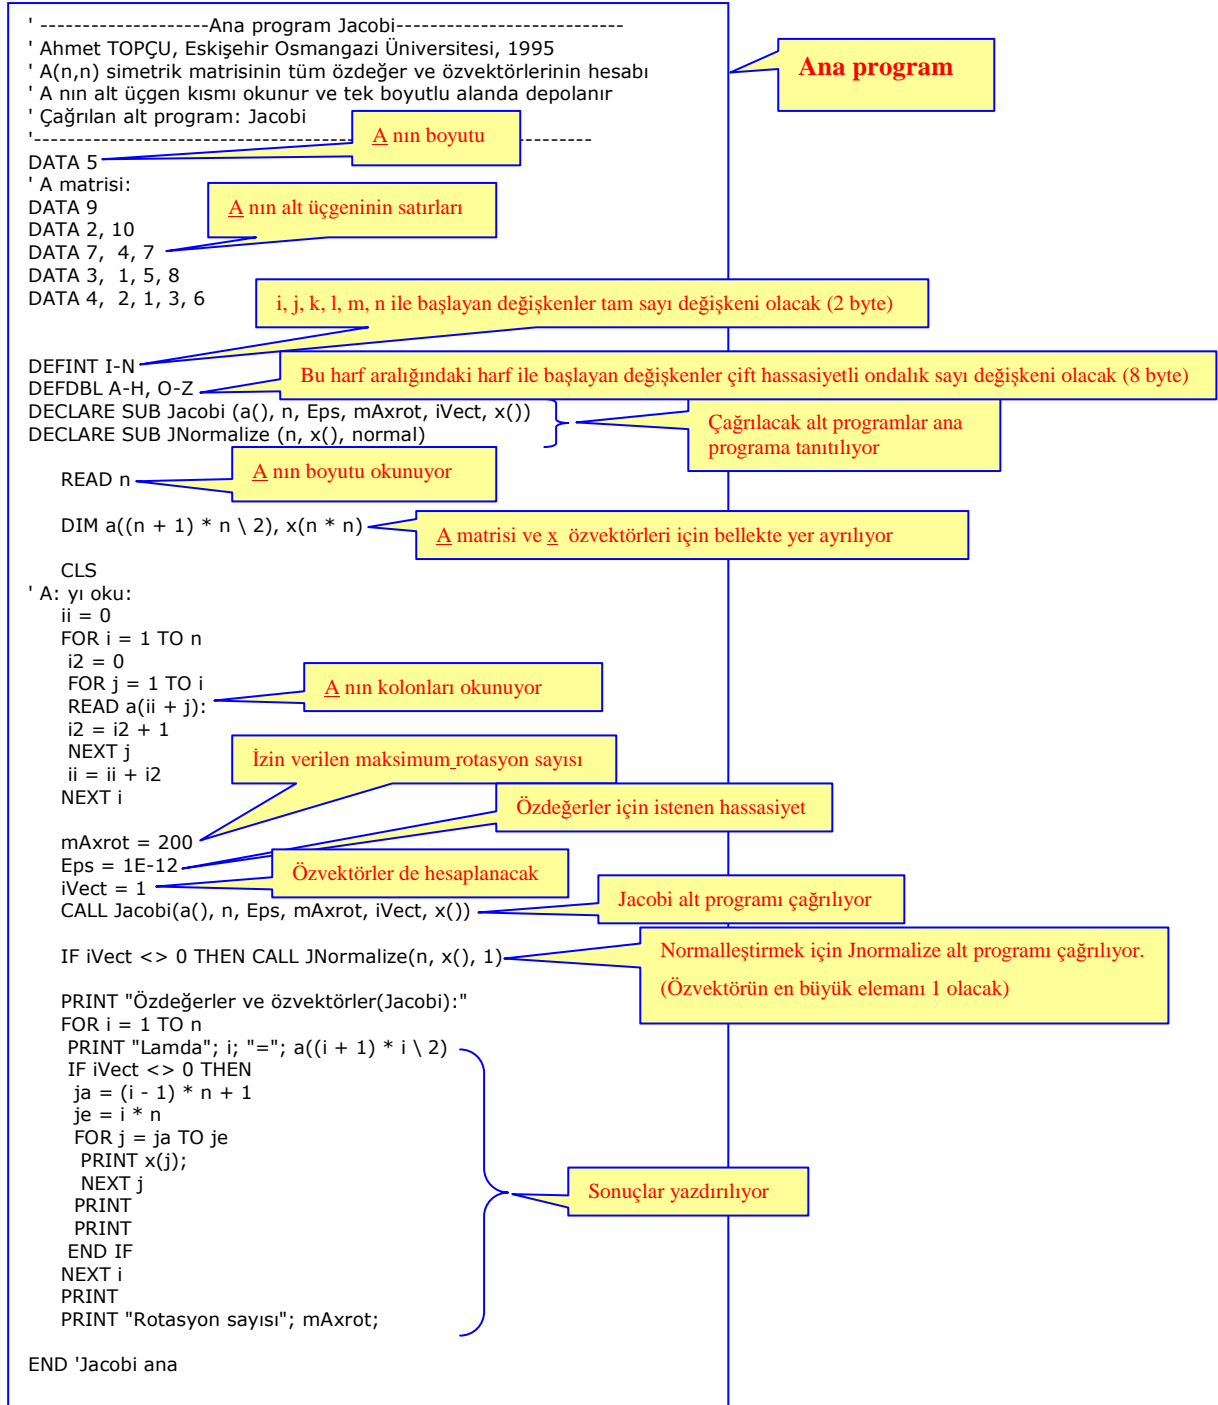 ' --------------------Ana program Jacobi---------------------------
' Ahmet TOPÇU, Eskişehir Osmangazi Üniversitesi, 1995
' A(n,n) simetrik matrisinin tüm özdeğer ve özvektörlerinin hesabı
Ana program
' A nın alt üçgen kısmı okunur ve tek boyutlu alanda depolanır
' Çağrılan alt program: Jacobi
A nın boyutu
'------------------------------------------------------------------
DATA 5
' A matrisi:
DATA 9
A nın alt üçgeninin satırları
DATA 2, 10
DATA 7,  4, 7
DATA 3,  1, 5, 8
DATA 4,  2, 1, 3, 6
i, j, k, l, m, n ile başlayan değişkenler tam sayı değişkeni olacak (2 byte)
DEFINT I-N
Bu harf aralığındaki harf ile başlayan değişkenler çift hassasiyetli ondalık sayı değişkeni olacak (8 byte)
DEFDBL A-H, O-Z
DECLARE SUB Jacobi (a(), n, Eps, mAxrot, iVect, x())
DECLARE SUB JNormalize (n, x(), normal)
Çağrılacak alt programlar ana
programa tanıtılıyor
A nın boyutu okunuyor
READ n
DIM a((n + 1) * n \ 2), x(n * n)
A matrisi ve x  özvektörleri için bellekte yer ayrılıyor
CLS
' A: yı oku:
ii = 0
FOR i = 1 TO n
i2 = 0
FOR j = 1 TO i
A nın kolonları okunuyor
READ a(ii + j):
i2 = i2 + 1
NEXT j
İzin verilen maksimum rotasyon sayısı
ii = ii + i2
NEXT i
Özdeğerler için istenen hassasiyet
mAxrot = 200
Eps = 1E-12
Özvektörler de hesaplanacak
iVect = 1
Jacobi alt programı çağrılıyor
CALL Jacobi(a(), n, Eps, mAxrot, iVect, x())
Normalleştirmek için Jnormalize alt programı çağrılıyor.
(Özvektörün en büyük elemanı 1 olacak)
IF iVect <> 0 THEN CALL JNormalize(n, x(), 1)
PRINT "Özdeğerler ve özvektörler(Jacobi):"
FOR i = 1 TO n
PRINT "Lamda"; i; "="; a((i + 1) * i \ 2)
IF iVect <> 0 THEN
ja = (i - 1) * n + 1
je = i * n
FOR j = ja TO je
PRINT x(j);
NEXT j
Sonuçlar yazdırılıyor
PRINT
PRINT
END IF
NEXT i
PRINT
PRINT "Rotasyon sayısı"; mAxrot;
END 'Jacobi ana